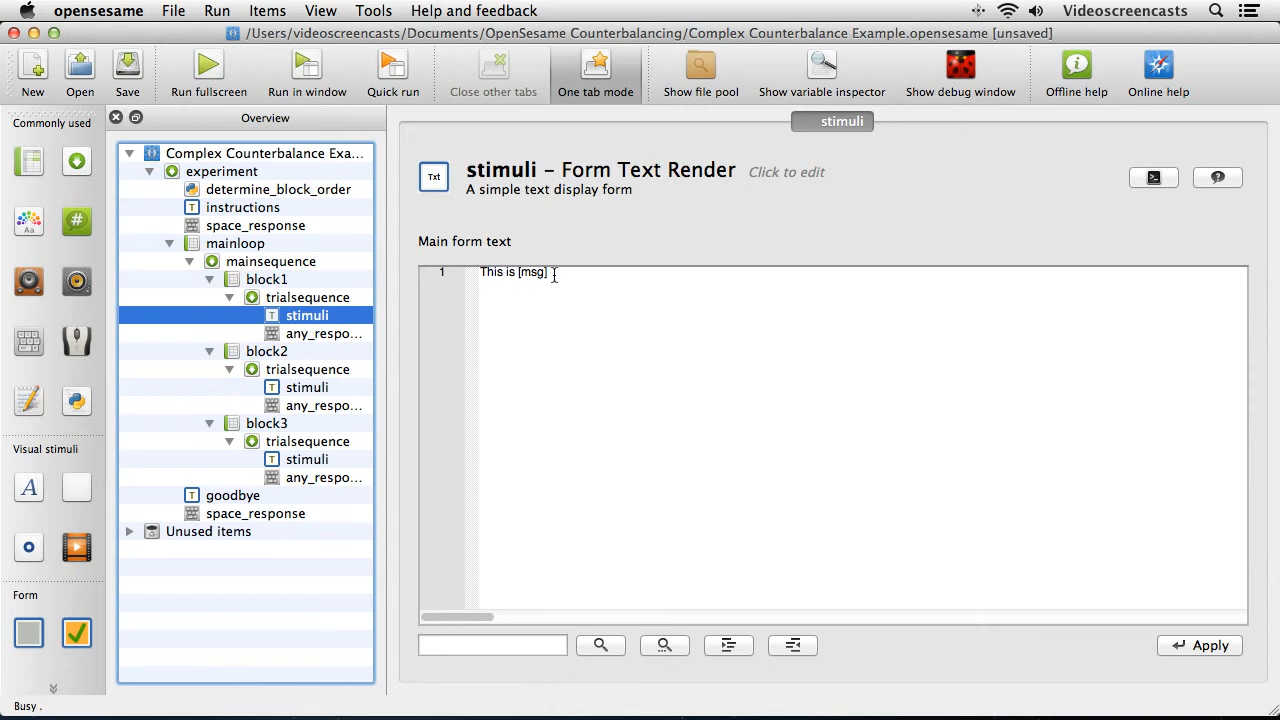 opensesame File Run Items View Tools Help and feedback Videoscreencasts
/Users/videoscreencasts/Documents/OpenSesame Counterbalancing/Complex Counterbalance Example.opensesame [unsaved]
New Open Save Run fullscreen Run in window Quick run Close other tabs One tab mode Show file pool Show variable inspector Show debug window Offline help Online help
Commonly used
Overview
stimuli
Complex Counterbalance Exa...
experiment
determine_block_order
instructions
space_response
mainloop
mainsequence
block1
trialsequence
stimuli
any_respo...
block2
trialsequence
stimuli
any_respo...
block3
trialsequence
stimuli
any_respo...
goodbye
space_response
Unused items
Aa
#
Visual stimuli
A
Form
Txt
stimuli – Form Text Render Click to edit
A simple text display form
Main form text
1 This is [msg]
Apply
Busy .